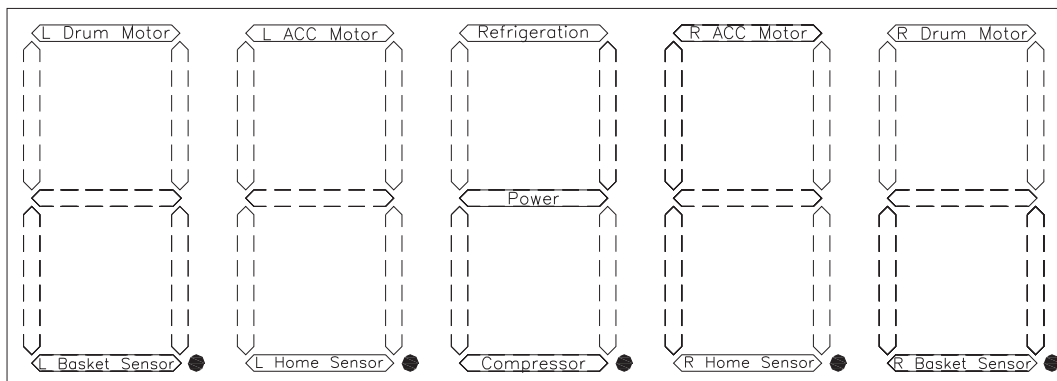 L Drum Motor L ACC Motor Refrigeration R ACC Motor R Drum Motor
Power
L Basket Sensor L Home Sensor Compressor R Home Sensor R Basket Sensor